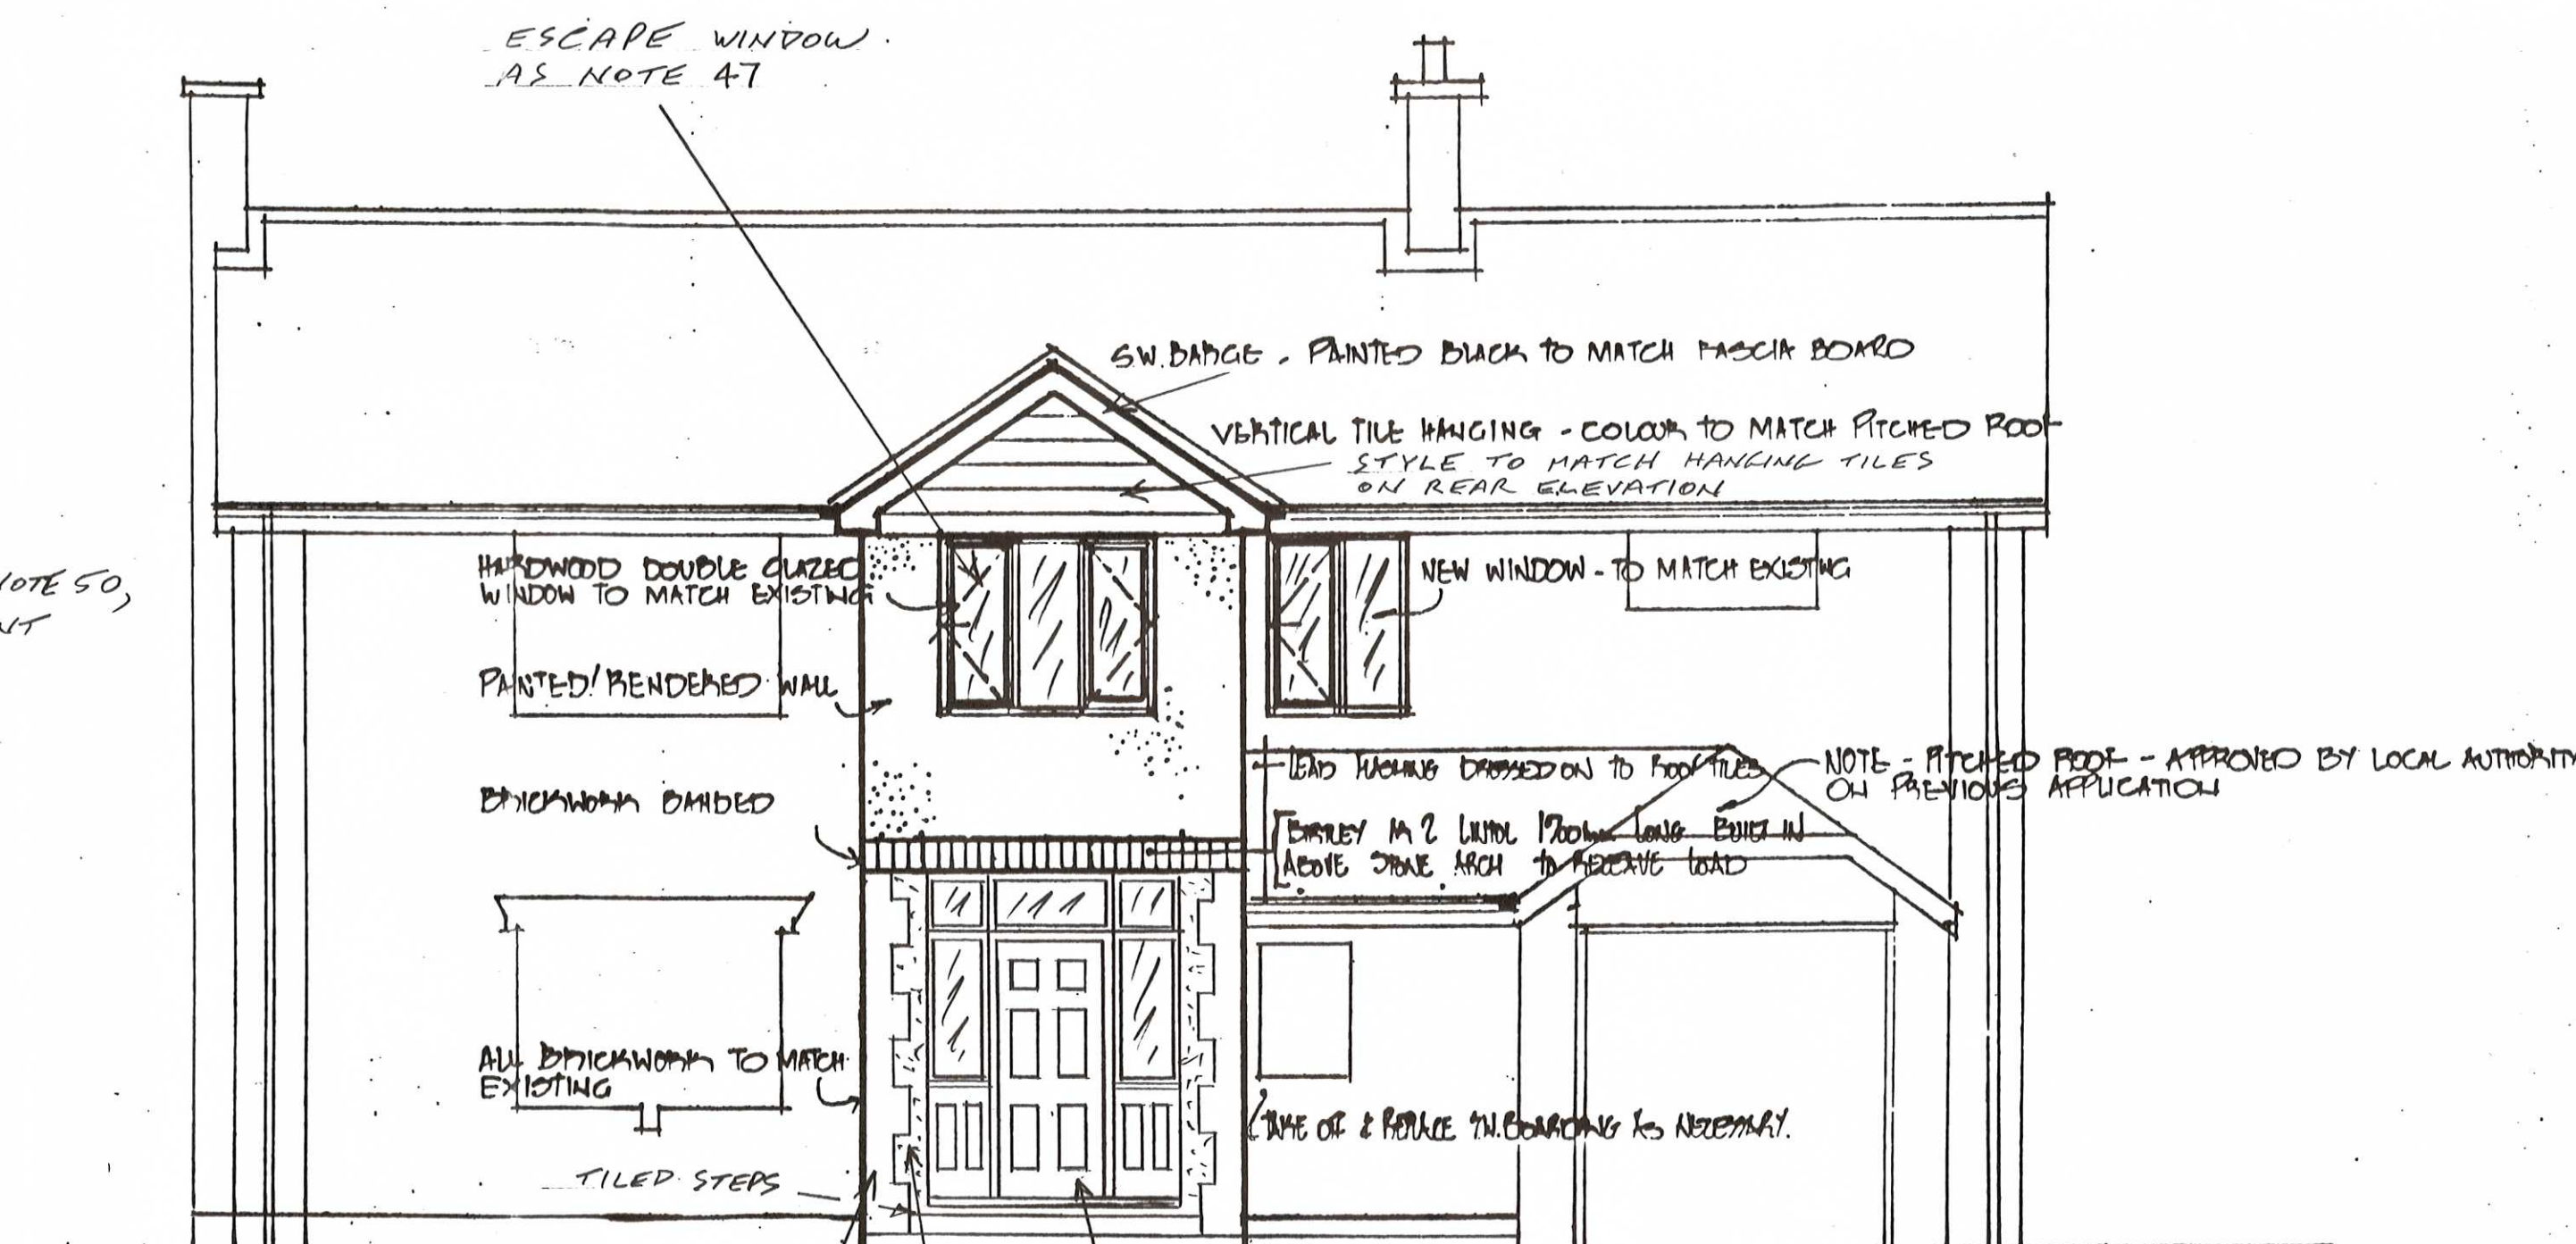 ESCAPE WINDOW.
AS NOTE 47
S.W. BARGE . PAINTED BLACK TO MATCH FASCIA BOARD
VERTICAL TILE HANGING - COLOUR TO MATCH PITCHED ROOF
STYLE TO MATCH HANGING TILES
ON REAR ELEVATION
HARDWOOD DOUBLE GLAZED
WINDOW TO MATCH EXISTING
NEW WINDOW - TO MATCH EXISTING
NOTE 50,
NT
PAINTED/RENDERED WALL
LEAD FLASHING DRESSED ON TO ROOF TILES
NOTE - PITCHED ROOF - APPROVED BY LOCAL AUTHORIT
ON PREVIOUS APPLICATION
BRICKWORK BANDED
LINTOL LONG BUILT IN
ABOVE STONE ARCH TO RECEIVE LOAD
ALL BRICKWORK TO MATCH
EXISTING
TAKE OFF & REPLACE S.W. BOARDING AS NECESSARY.
TILED STEPS